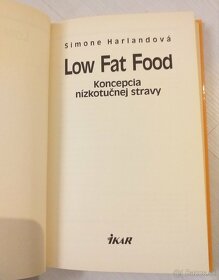 Simone Harlandová
Low Fat Food
Koncepcia
nízkotučnej stravy
IKAR